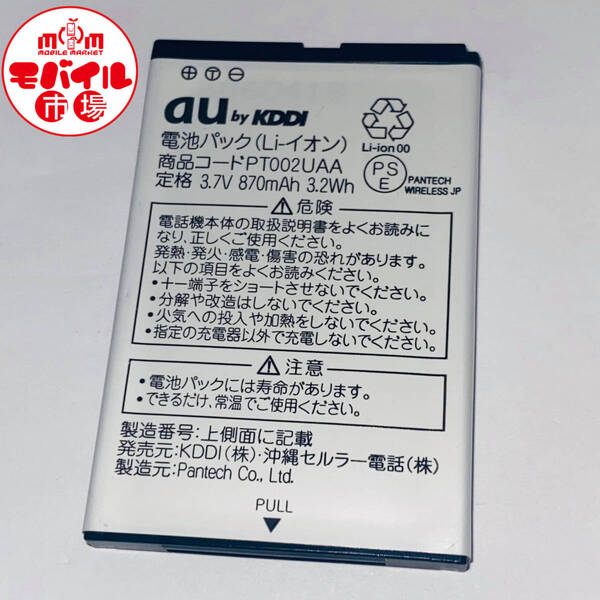 mom
MOBILE MARKET
モバイル
市場
au by KDDI
電池パック(Li-イオン)
商品コードPT002UAA
定格 3.7V 870mAh 3.2Wh
Li-ion 00
PS
E
PANTECH
WIRELESS JP
⚠危険
電話機本体の取扱説明書をよくお読みに
なり、正しくご使用ください。
発熱・発火・感電・傷害の恐れがあります。
以下の項目をよくお読みください。
・+−端子をショートさせないでください。
・分解や改造はしないでください。
・火気への投入や加熱をしないでください。
・指定の充電器以外で充電しないでください。
⚠注意
・電池パックには寿命があります。
・できるだけ、常温でご使用ください。
製造番号:上側面に記載
発売元:KDDI(株)・沖縄セルラー電話(株)
製造元:Pantech Co., Ltd.
PULL